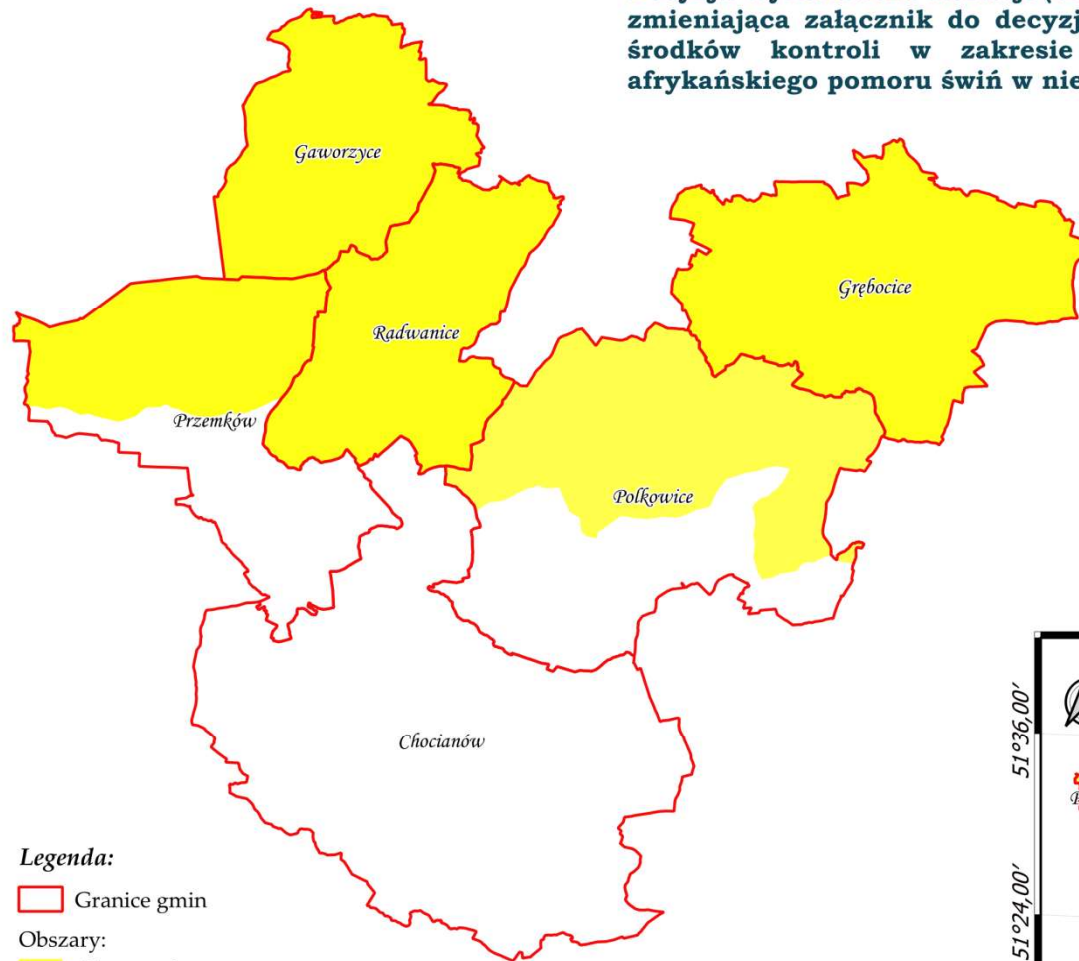 zmieniająca załącznik do decyzj
środków kontroli w zakresie
afrykańskiego pomoru świń w nie
Gaworzyce
Grębocice
Radwanice
Przemków
Polkowice
Chocianów
51°36,00'
51°24,00'
Legenda:
Granice gmin
Obszary: